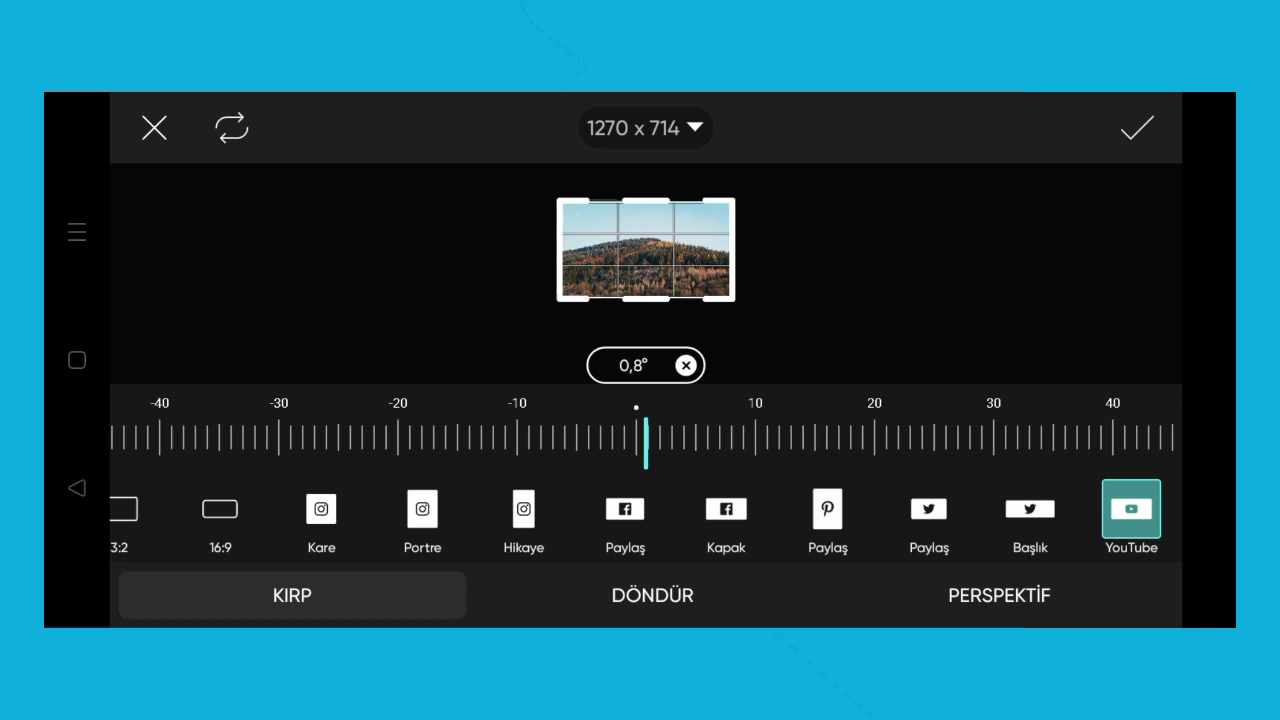 1270 x 714
0,8°
-40 -30 -20 -10 10 20 30 40
3:2 16:9 Kare Portre Hikaye Paylaş Kapak Paylaş Paylaş Başlık YouTube
KIRP DÖNDÜR PERSPEKTİF